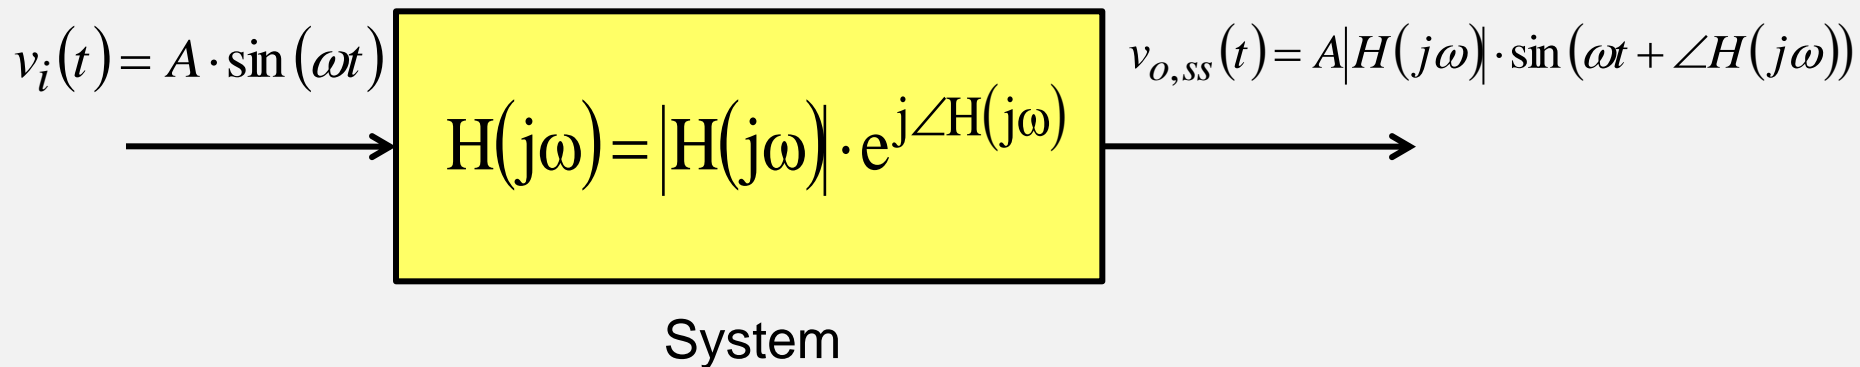 v_i(t) = A · sin(ωt)
H(jω) = |H(jω)| · e^{j∠H(jω)}
v_{o,ss}(t) = A|H(jω)| · sin(ωt + ∠H(jω))
System